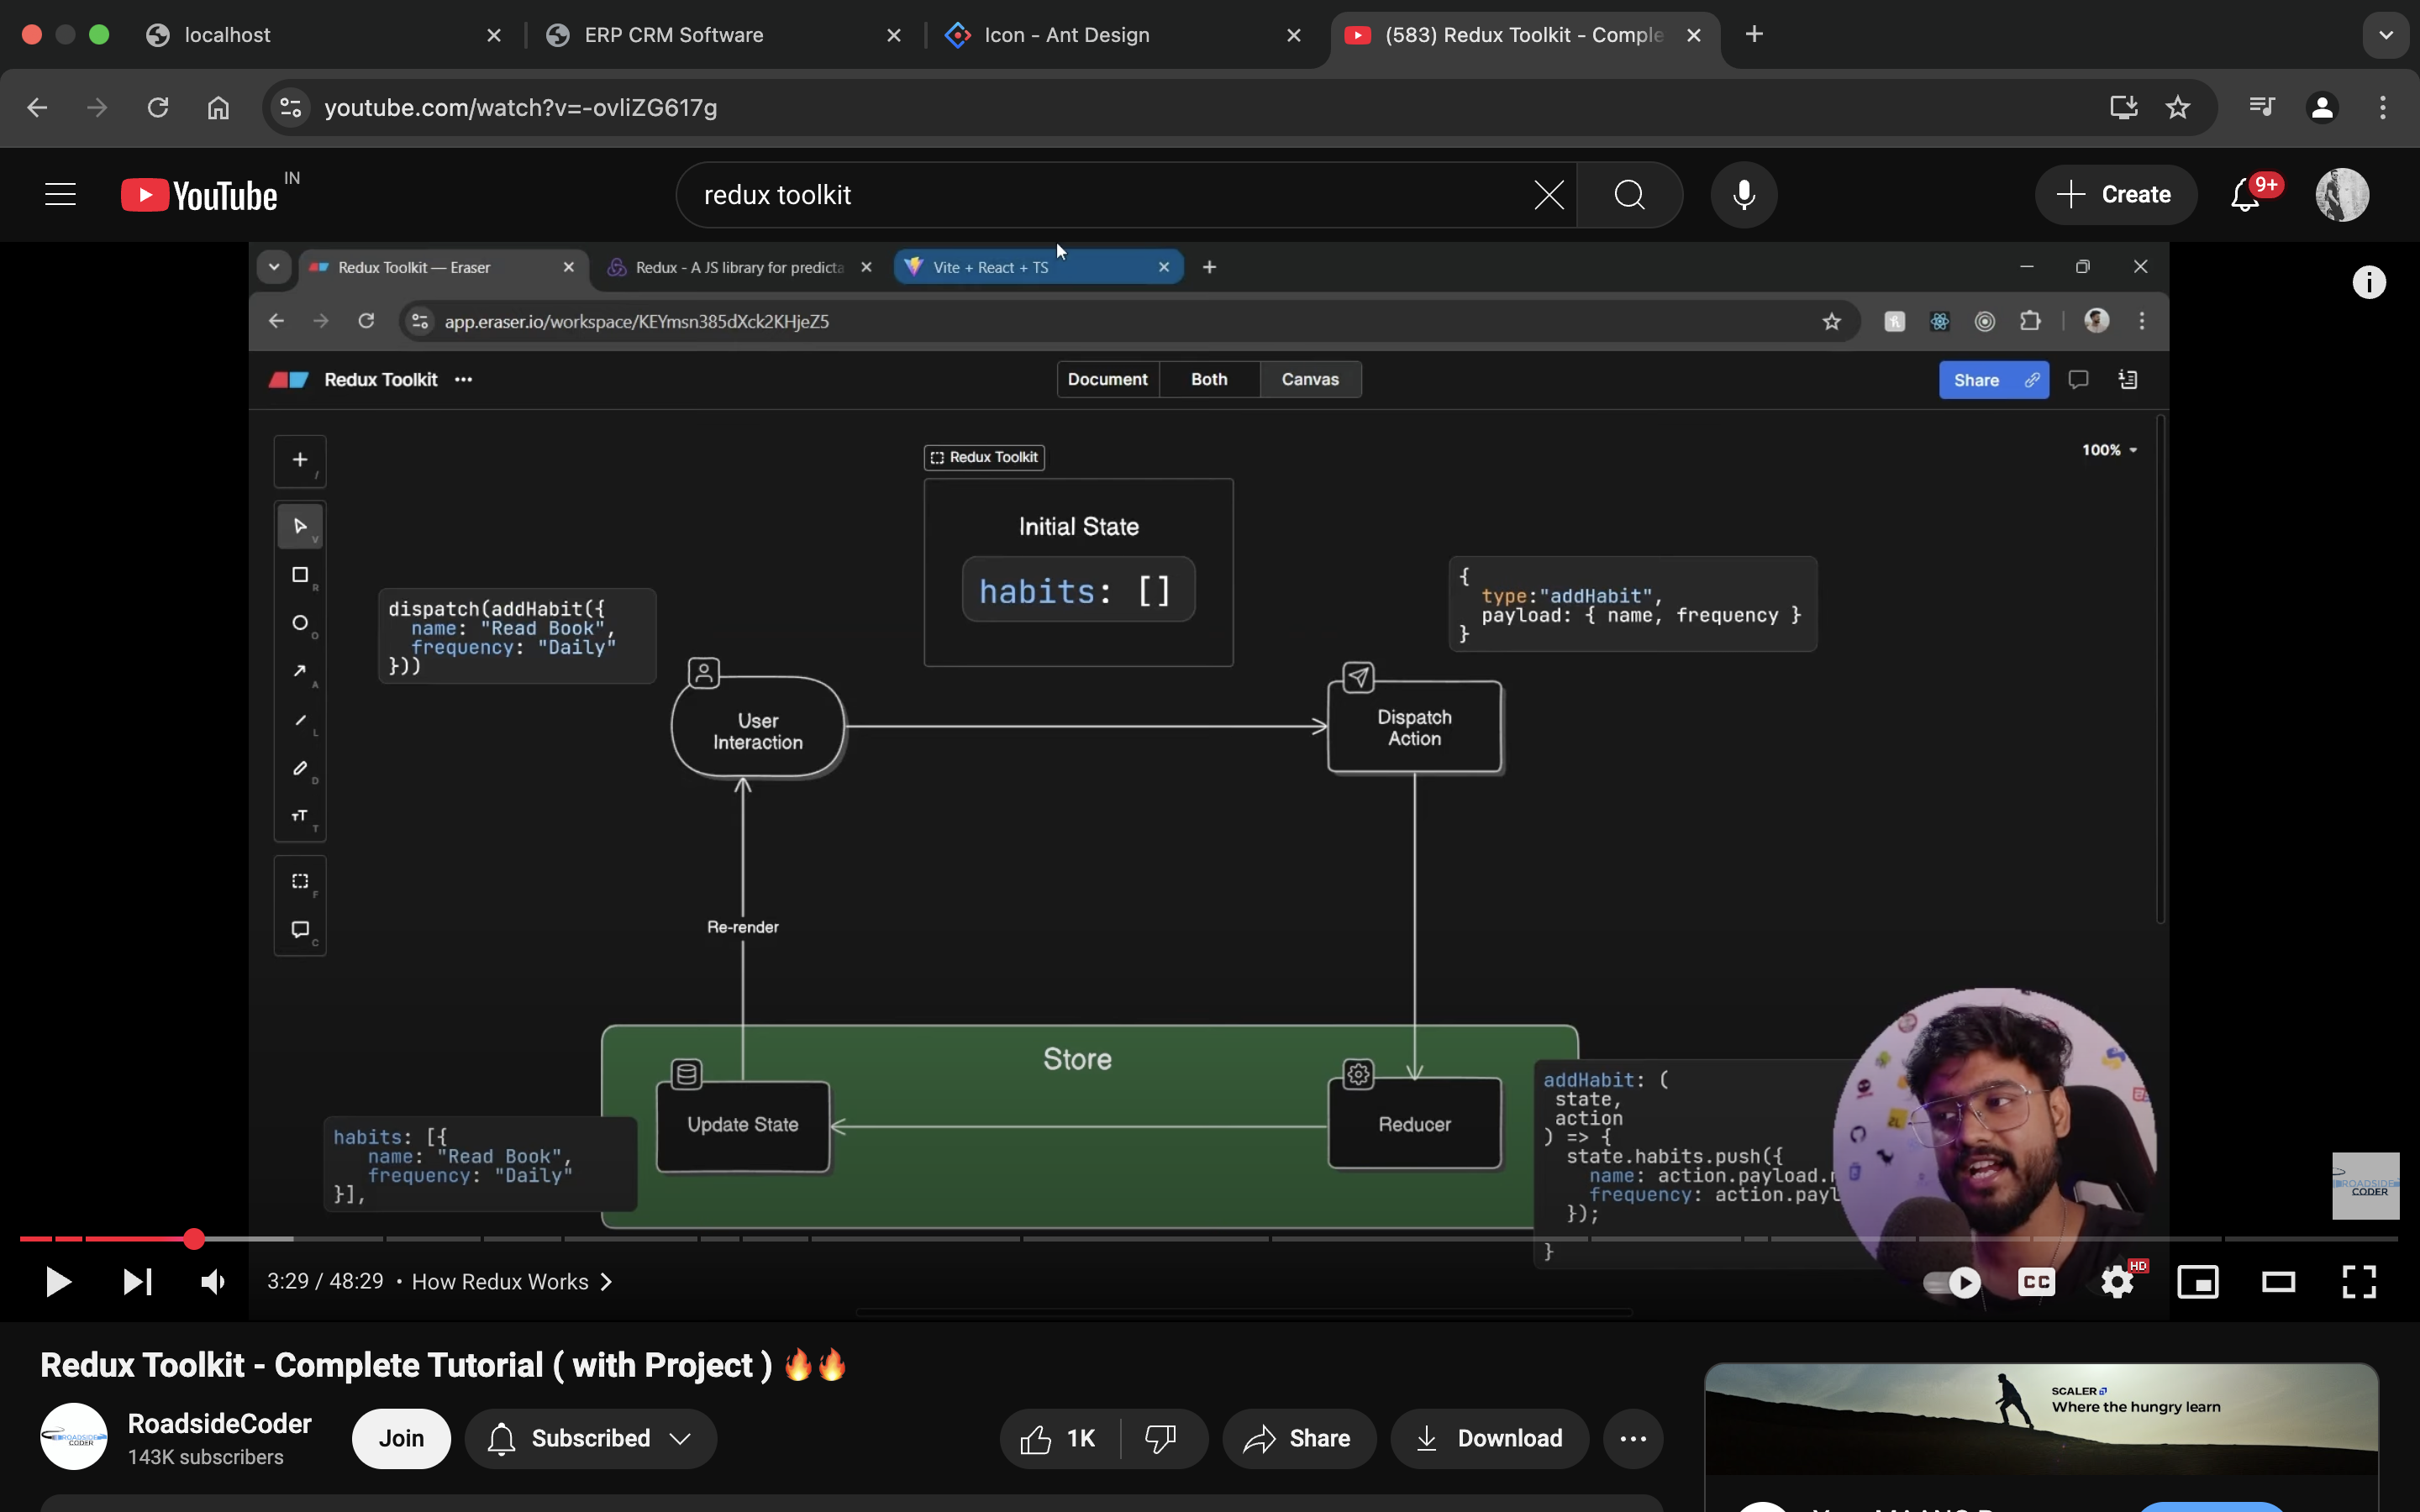 localhost
ERP CRM Software
Icon - Ant Design
(583) Redux Toolkit - Comple
youtube.com/watch?v=-ovliZG617g
YouTube IN
redux toolkit
Create
9+
Redux Toolkit — Eraser
Redux - A JS library for predicta
Vite + React + TS
app.eraser.io/workspace/KEYmsn385dXck2KHjeZ5
Redux Toolkit
Document
Both
Canvas
Share
100%
Redux Toolkit
Initial State
habits: []
/
V
R
O
A
L
D
T
F
C
dispatch(addHabit({
name: "Read Book",
frequency: "Daily"
}))
{
type:"addHabit",
payload: { name, frequency }
}
User
Interaction
Dispatch
Action
Re-render
Store
Update State
Reducer
habits: [{
name: "Read Book",
frequency: "Daily"
}],
addHabit: (
state,
action
) => {
state.habits.push({
name: action.payload.
frequency: action.payl
});
}
ROADSIDE
CODER
3:29 / 48:29 • How Redux Works
CC
HD
Redux Toolkit - Complete Tutorial ( with Project ) 🔥🔥
RoadsideCoder
143K subscribers
Join
Subscribed
1K
Share
Download
ROADSIDE
CODER
SCALER
Where the hungry learn